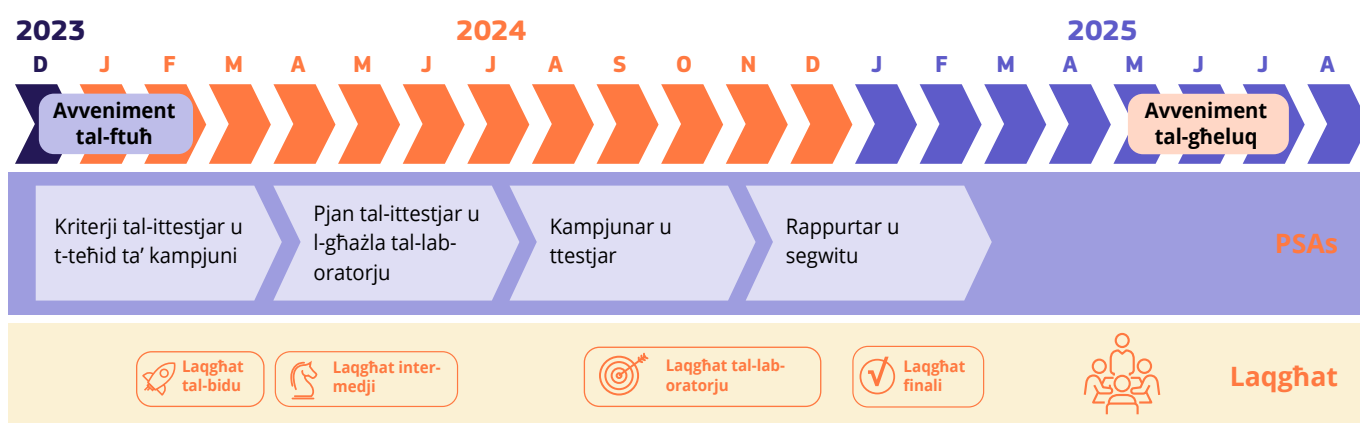 2023 2024 2025
D J F M A M J J A S O N D J F M A M J J A
Avveniment
tal-ftuħ
Avveniment
tal-għeluq
Kriterji tal-ittestjar u
t-teħid ta’ kampjuni
Pjan tal-ittestjar u
l-għażla tal-lab-
oratorju
Kampjunar u
ttestjar
Rappurtar u
segwitu
PSAs
Laqgħat
tal-bidu
Laqgħat inter-
medji
Laqgħat tal-lab-
oratorju
Laqgħat
finali
Laqgħat